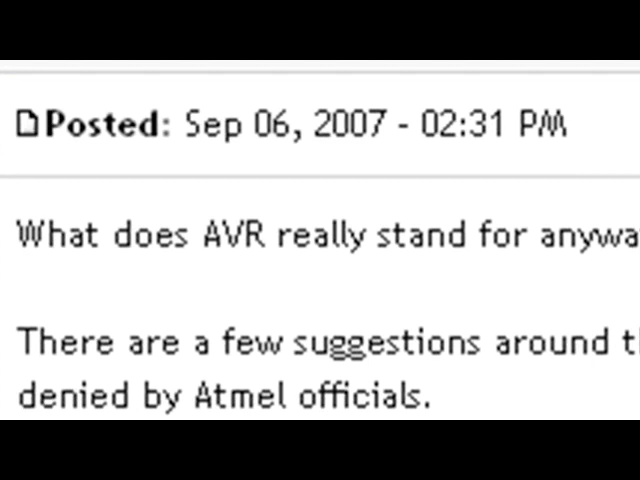 Posted: Sep 06, 2007 - 02:31 PM
What does AVR really stand for anywa
There are a few suggestions around t
denied by Atmel officials.